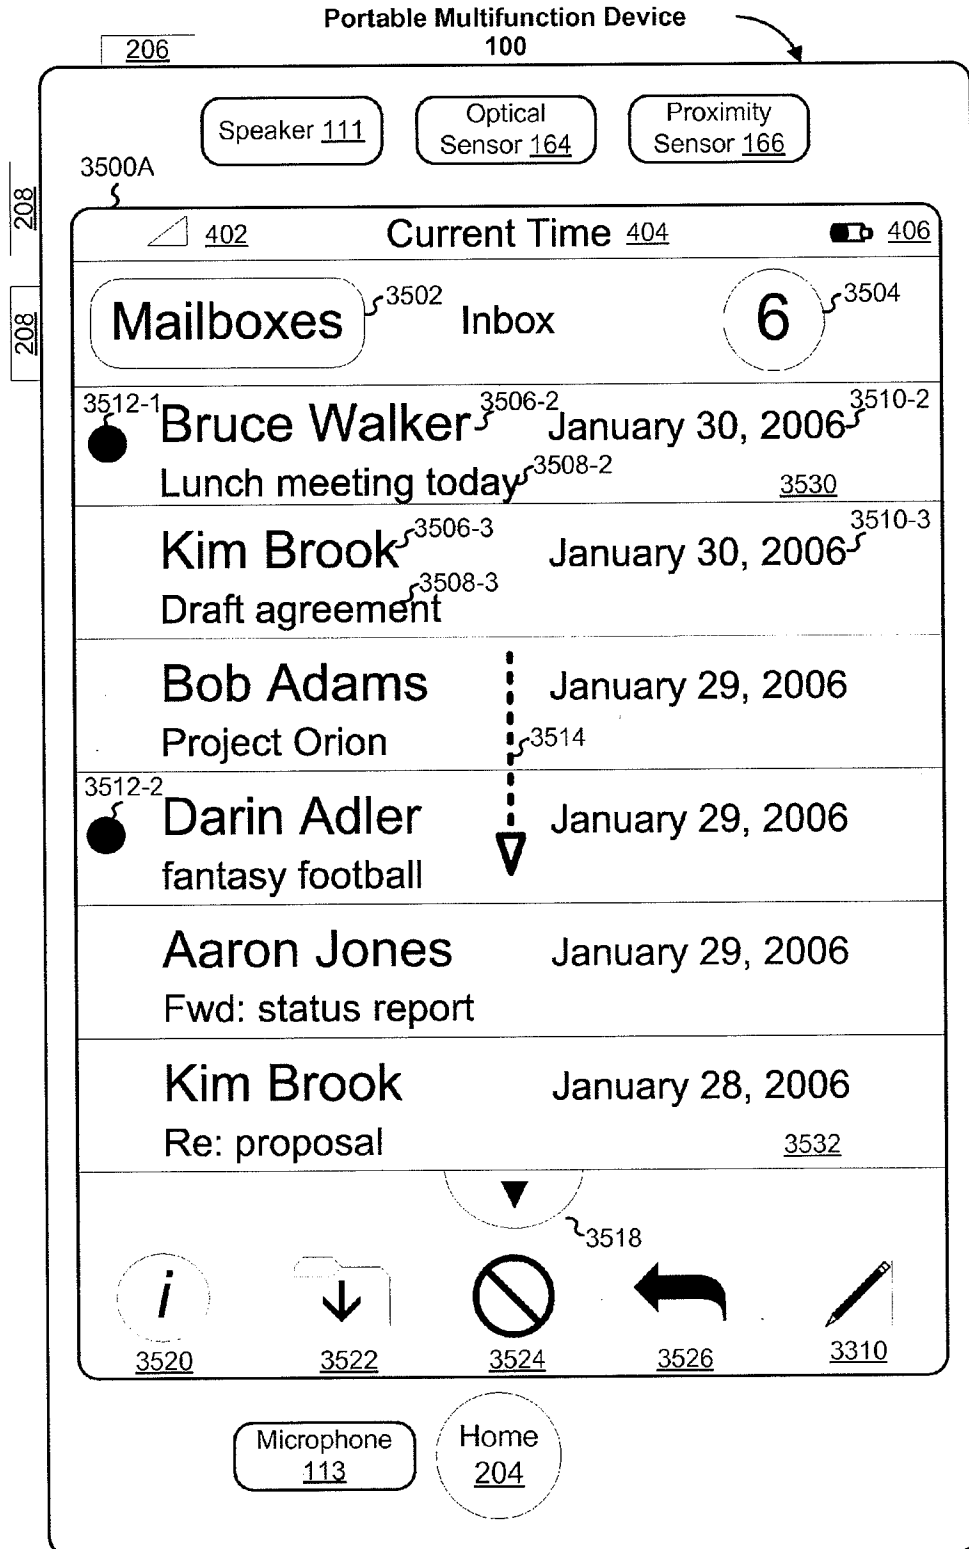 Portable Multifunction Device
100
206
Speaker 111
Optical
Sensor 164
Proximity
Sensor 166
3500A
208
402
Current Time 404
406
208
Mailboxes
3502
Inbox
6
3504
3512-1
Bruce Walker
3506-2
January 30, 2006
3510-2
Lunch meeting today
3508-2
3530
Kim Brook
3506-3
January 30, 2006
3510-3
Draft agreement
3508-3
Bob Adams
January 29, 2006
Project Orion
3514
3512-2
Darin Adler
January 29, 2006
fantasy football
Aaron Jones
January 29, 2006
Fwd: status report
Kim Brook
January 28, 2006
Re: proposal
3532
3518
i
3520
3522
3524
3526
3310
Microphone
113
Home
204